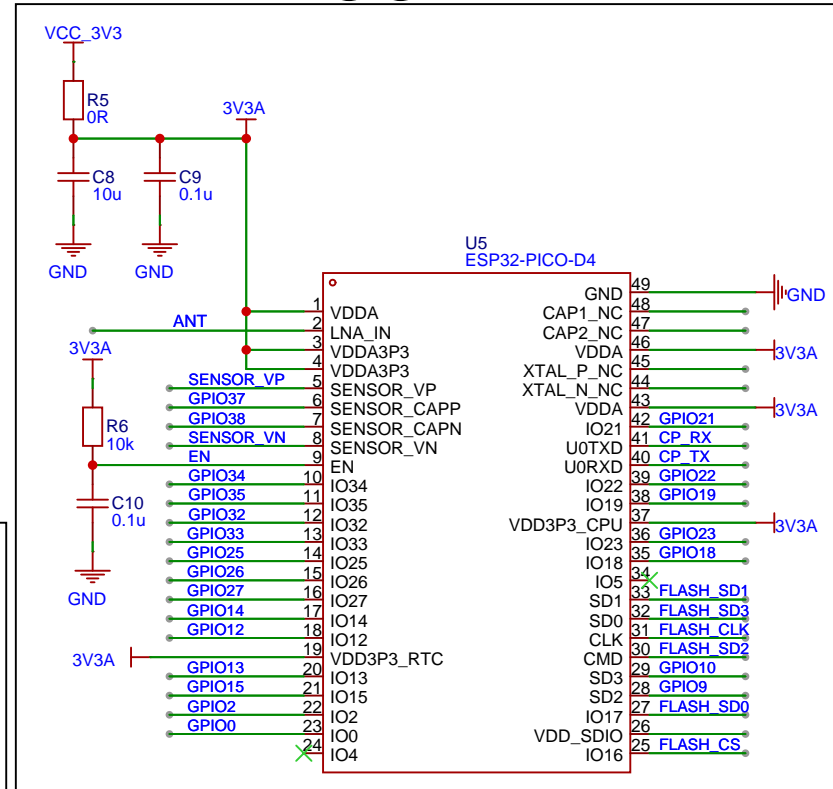 VCC_3V3
R5
0R
3V3A
C8
10u
C9
0.1u
GND
GND
U5
ESP32-PICO-D4
ANT
3V3A
R6
10k
C10
0.1u
GND
3V3A
SENSOR_VP
GPIO37
GPIO38
SENSOR_VN
EN
GPIO34
GPIO35
GPIO32
GPIO33
GPIO25
GPIO26
GPIO27
GPIO14
GPIO12
GPIO13
GPIO15
GPIO2
GPIO0
1 VDDA
2 LNA_IN
3 VDDA3P3
4 VDDA3P3
5 SENSOR_VP
6 SENSOR_CAPP
7 SENSOR_CAPN
8 SENSOR_VN
9 EN
10 IO34
11 IO35
12 IO32
13 IO33
14 IO25
15 IO26
16 IO27
17 IO14
18 IO12
19 VDD3P3_RTC
20 IO13
21 IO15
22 IO2
23 IO0
24 IO4
GND 49 GND
CAP1_NC 48
CAP2_NC 47
VDDA 46 3V3A
XTAL_P_NC 45
XTAL_N_NC 44
VDDA 43 3V3A
IO21 42 GPIO21
U0TXD 41 CP_RX
U0RXD 40 CP_TX
IO22 39 GPIO22
IO19 38 GPIO19
VDD3P3_CPU 37 3V3A
IO23 36 GPIO23
IO18 35 GPIO18
IO5 34
SD1 33 FLASH_SD1
SD0 32 FLASH_SD3
CLK 31 FLASH_CLK
CMD 30 FLASH_SD2
SD3 29 GPIO10
SD2 28 GPIO9
IO17 27 FLASH_SD0
VDD_SDIO 26
IO16 25 FLASH_CS